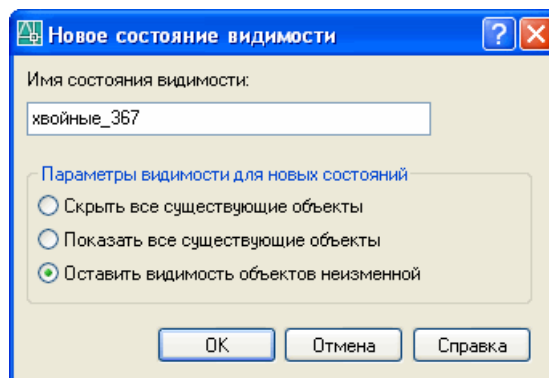 Новое состояние видимости
Имя состояния видимости:
хвойные_367
Параметры видимости для новых состояний
Скрыть все существующие объекты
Показать все существующие объекты
Оставить видимость объектов неизменной
OK Отмена Справка